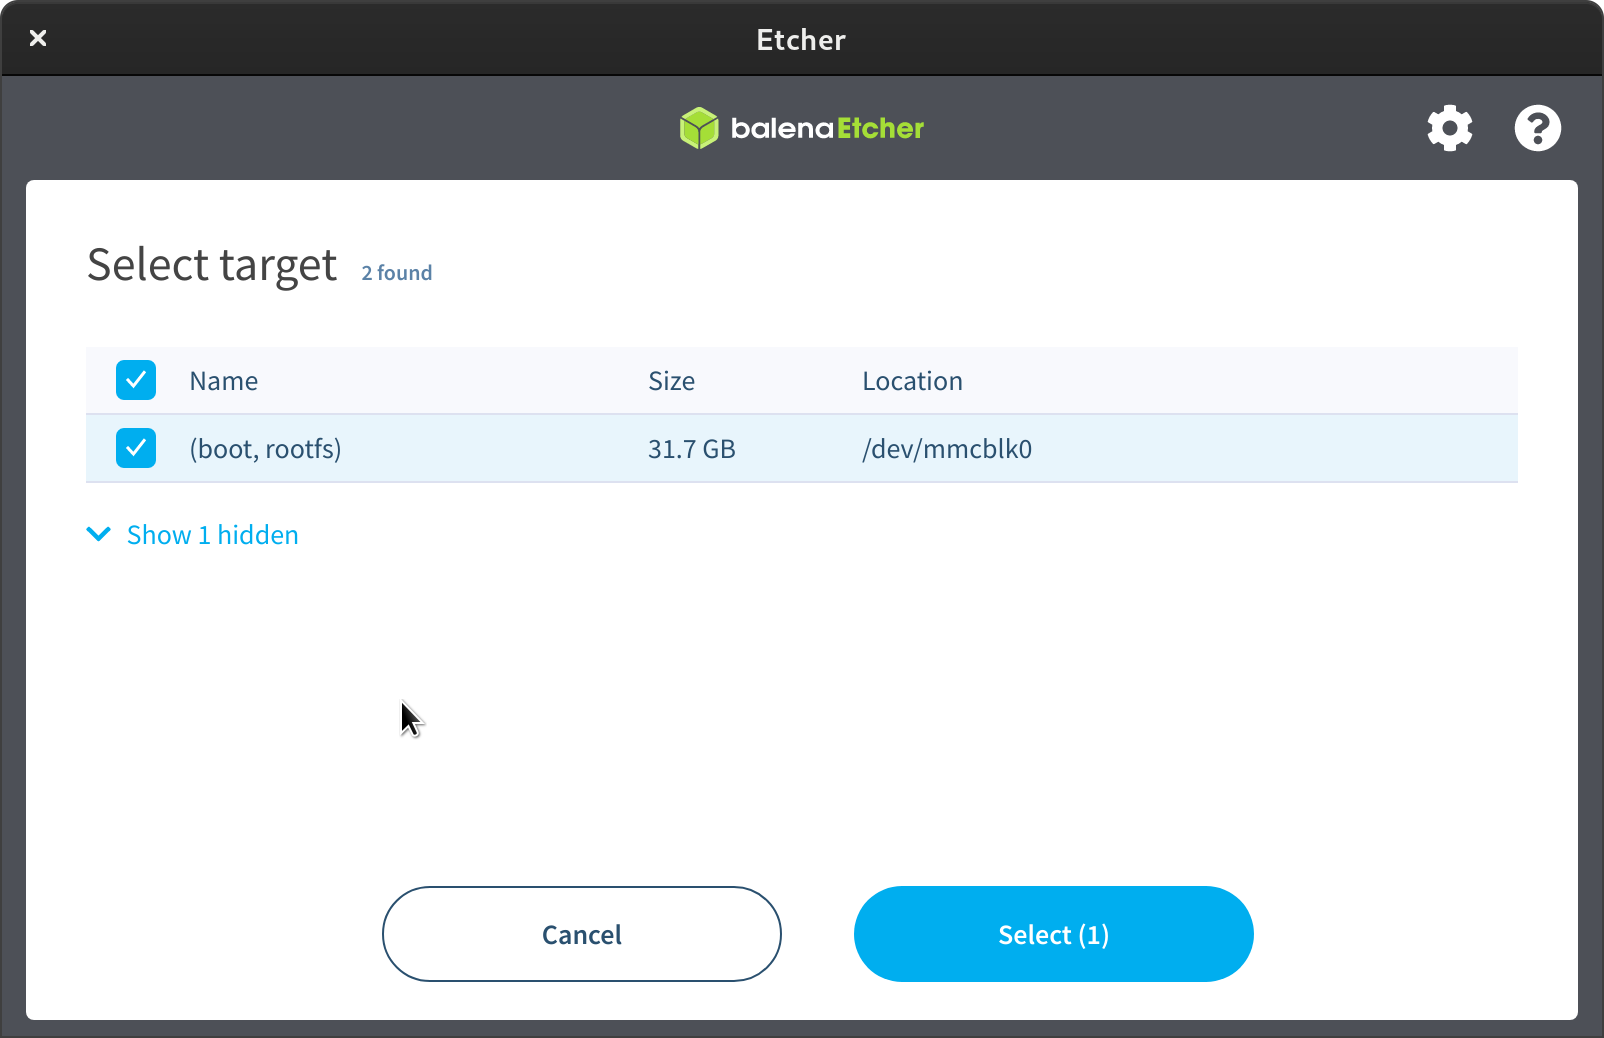 Etcher
balenaEtcher
Select target 2 found
Name Size Location
(boot, rootfs) 31.7 GB /dev/mmcblk0
Show 1 hidden
Cancel Select (1)